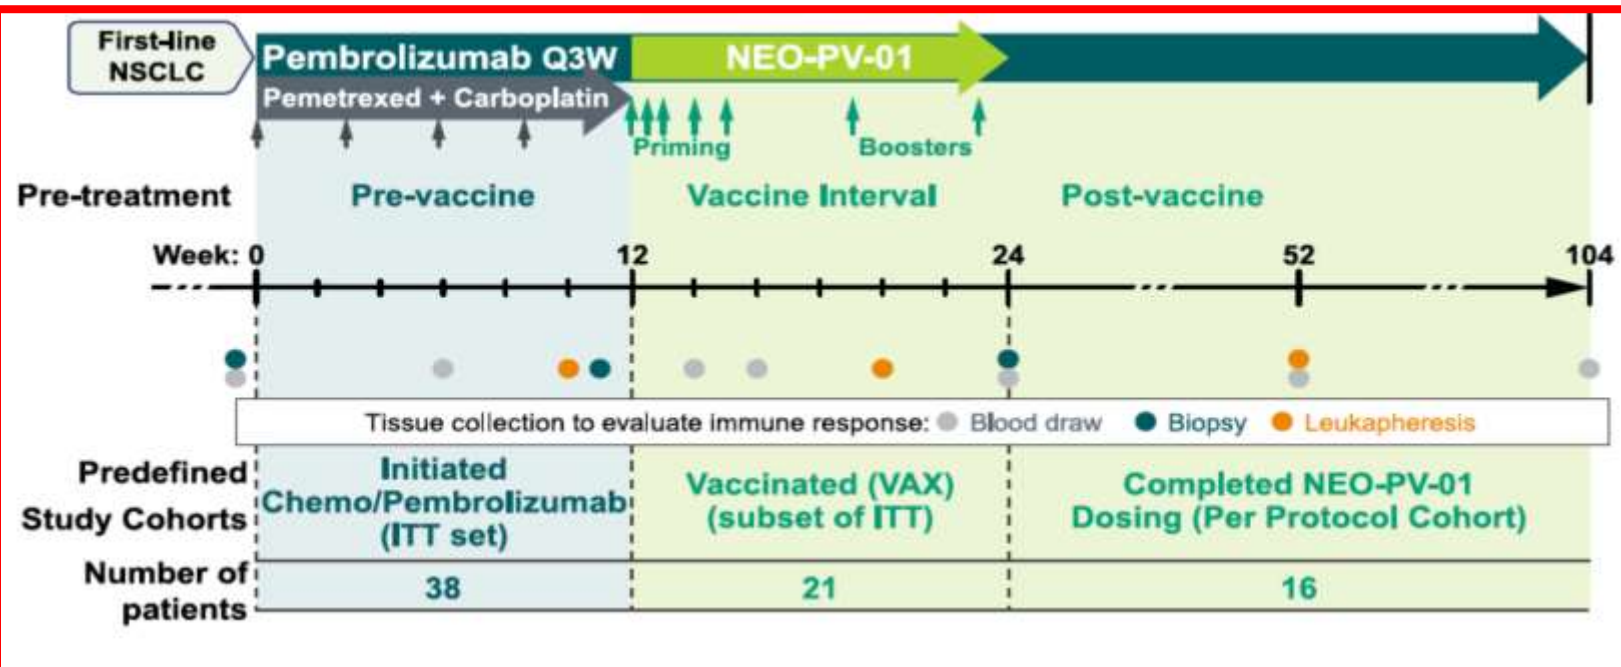 First-line
NSCLC
Pembrolizumab Q3W
NEO-PV-01
Pemetrexed + Carboplatin
Priming
Boosters
Pre-treatment
Pre-vaccine
Vaccine Interval
Post-vaccine
Week: 0
12
24
52
104
Tissue collection to evaluate immune response: Blood draw Biopsy Leukapheresis
Predefined
Study Cohorts
Initiated
Chemo/Pembrolizumab
(ITT set)
Vaccinated (VAX)
(subset of ITT)
Completed NEO-PV-01
Dosing (Per Protocol Cohort)
Number of
patients
38
21
16